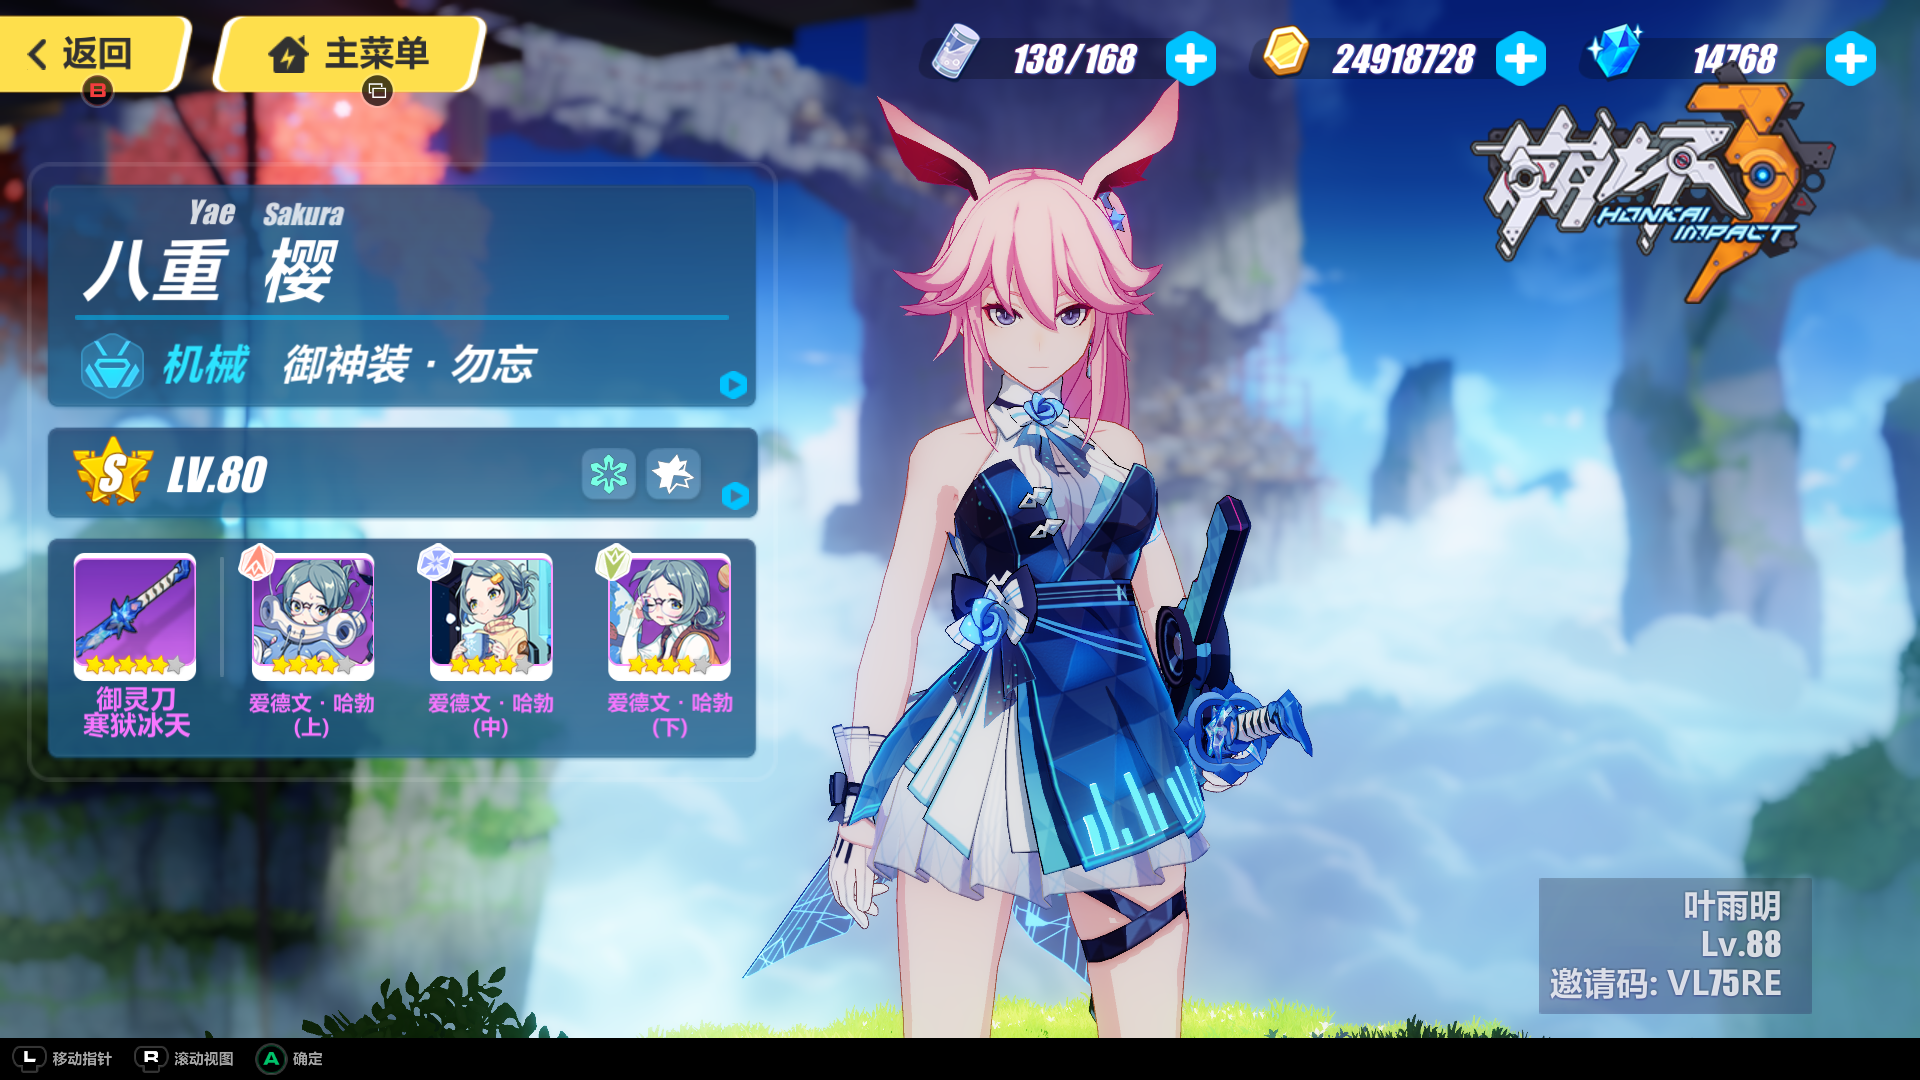 返回
B
主菜单
138/168
24918728
14768
崩坏3
HONKAI
IMPACT
Yae Sakura
八重 樱
机械 御神装·勿忘
S LV.80
御灵刀
寒狱冰天
爱德文·哈勃
(上)
爱德文·哈勃
(中)
爱德文·哈勃
(下)
叶雨明
Lv.88
邀请码: VL75RE
L 移动指针 R 滚动视图 A 确定